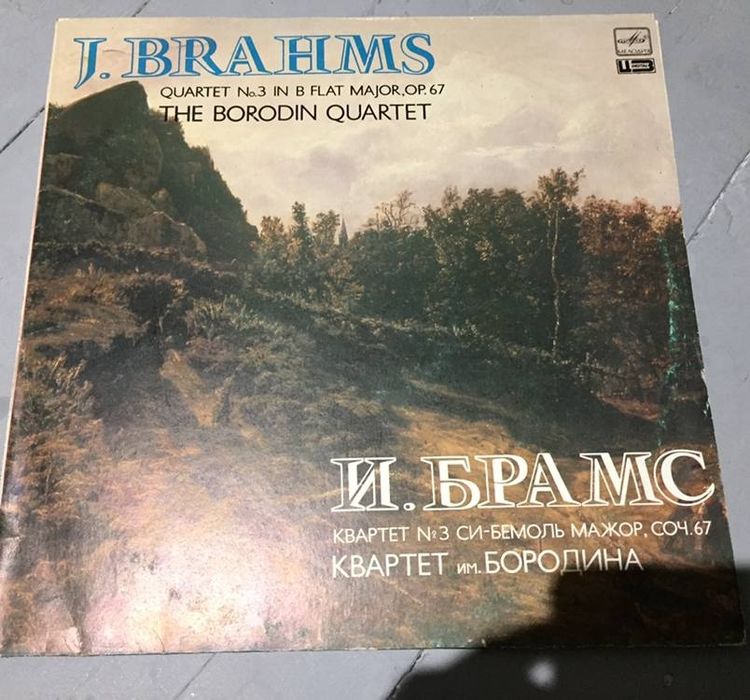 J. BRAHMS
МЕЛОДИЯ
QUARTET No.3 IN B FLAT MAJOR, OP. 67
THE BORODIN QUARTET
И. БРАМС
КВАРТЕТ №3 СИ-БЕМОЛЬ МАЖОР, СОЧ. 67
КВАРТЕТ им. БОРОДИНА